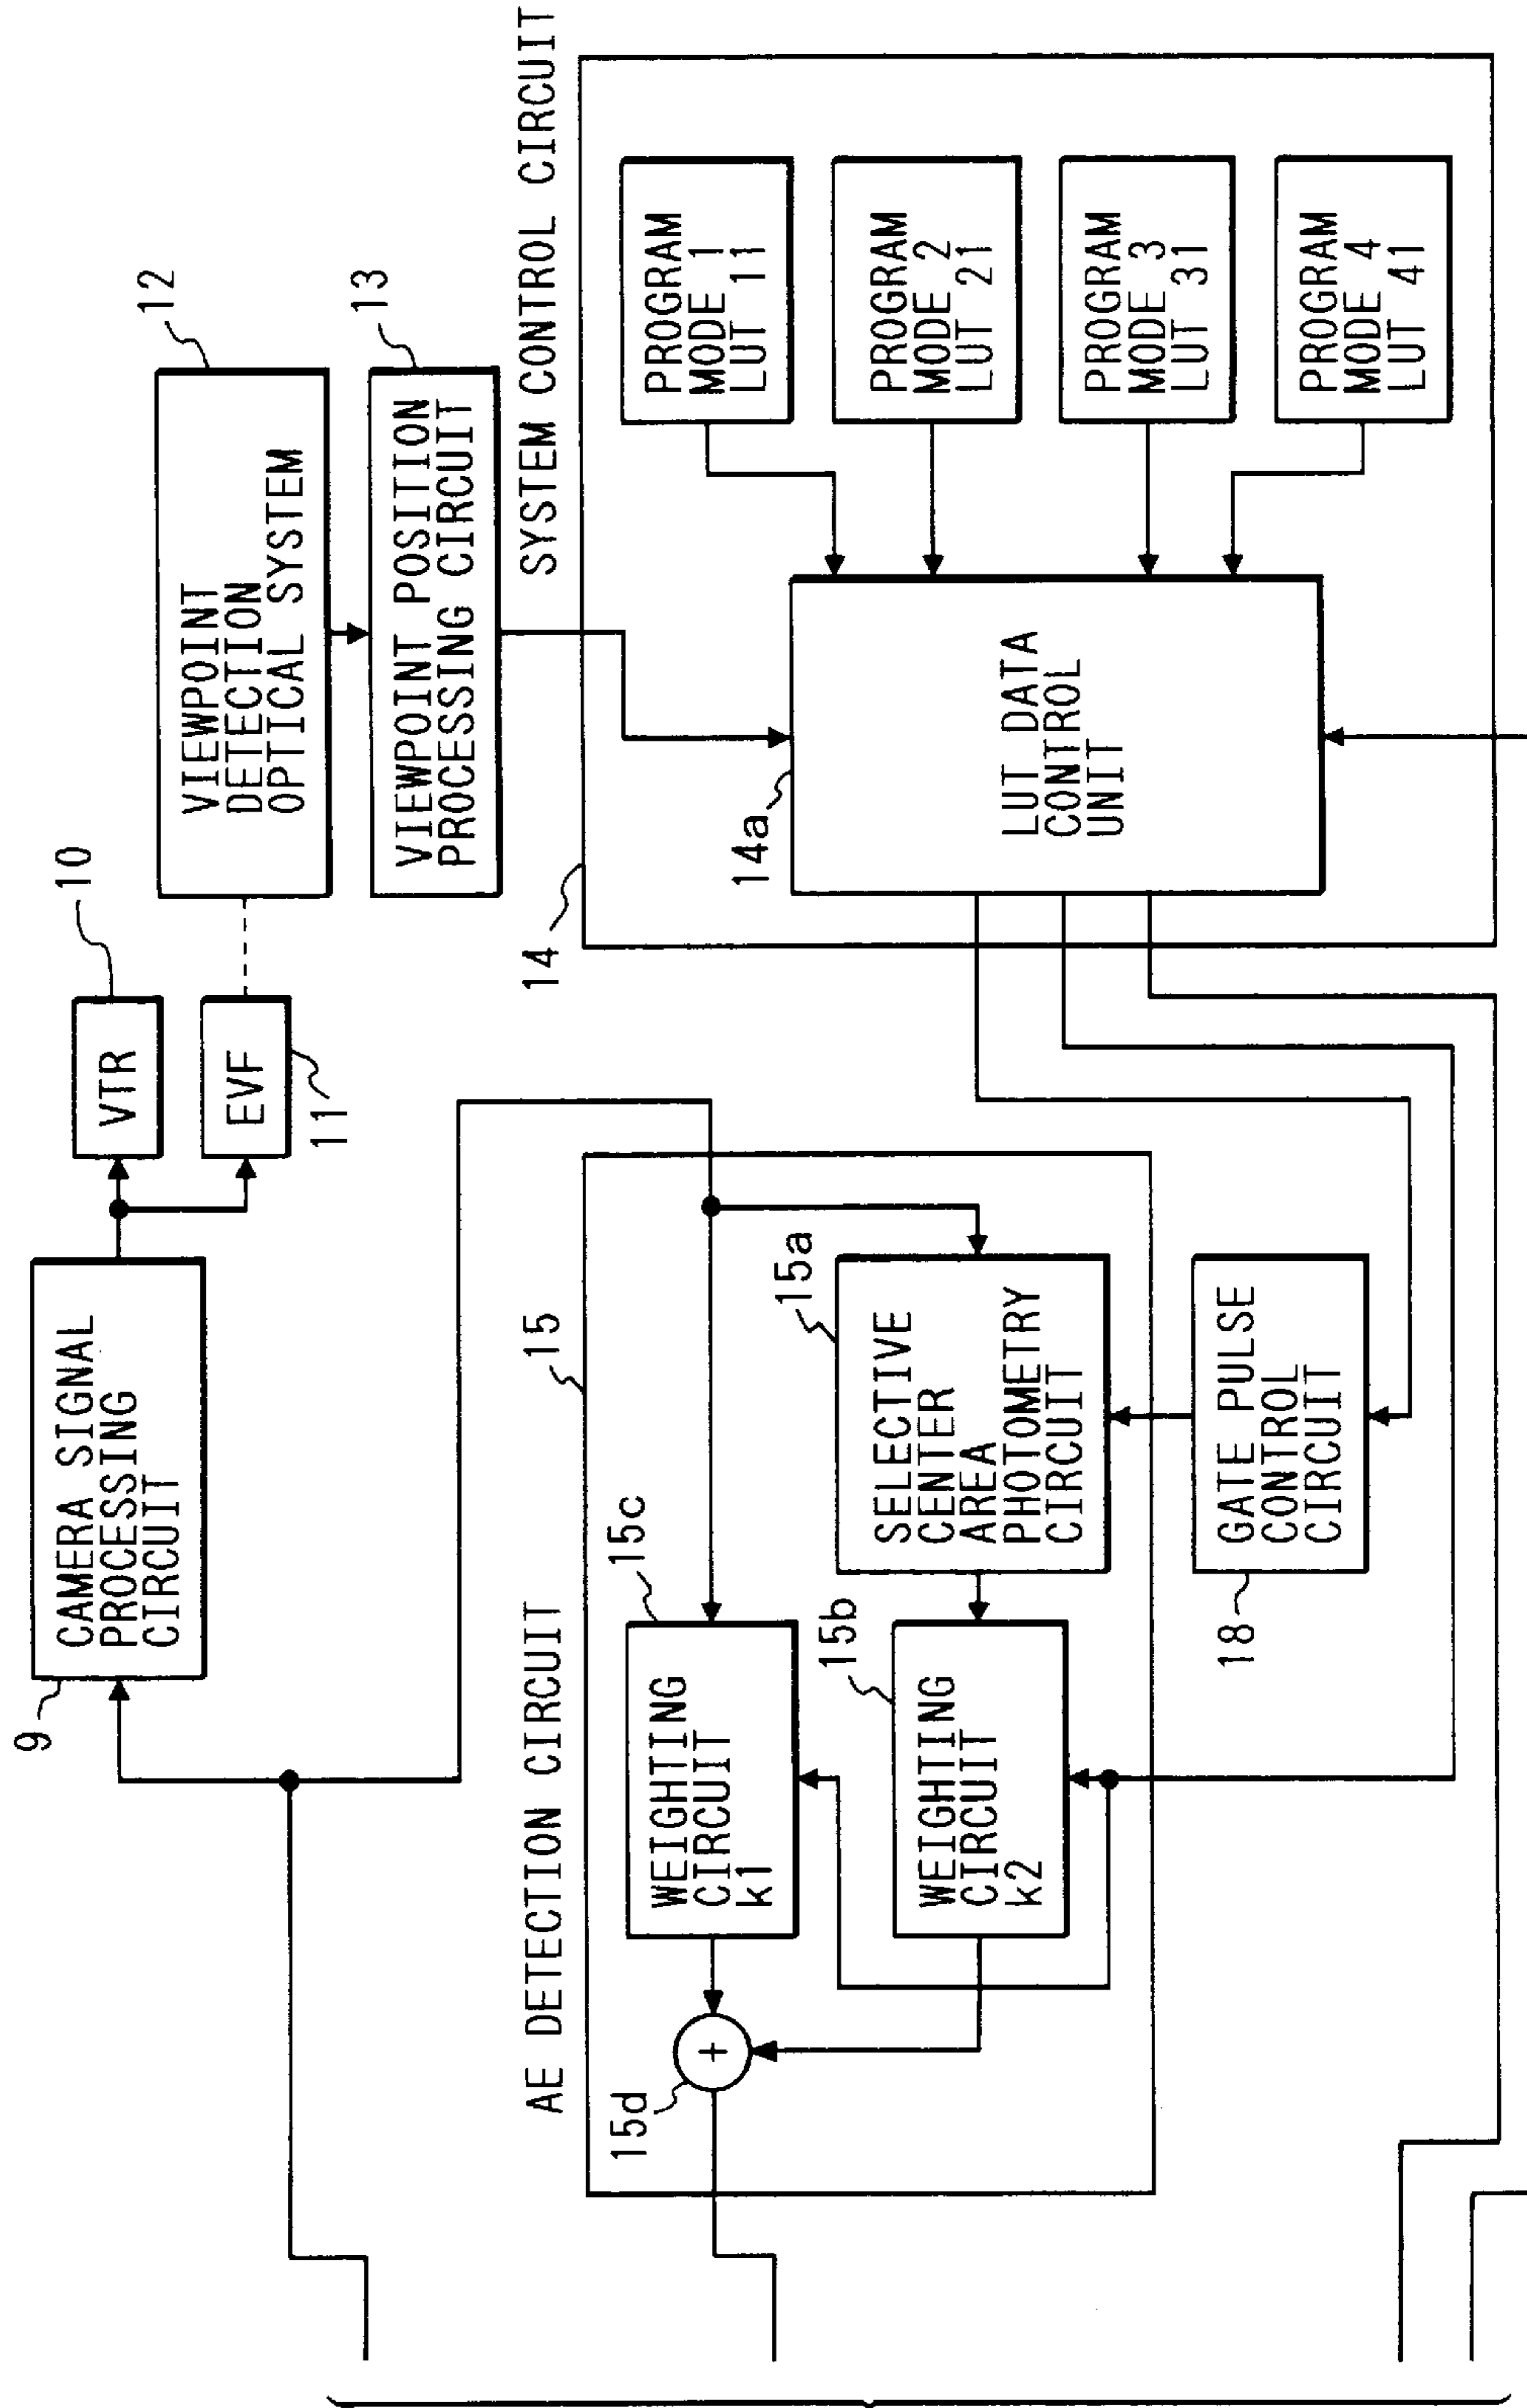 9
CAMERA SIGNAL
PROCESSING
CIRCUIT
VTR
10
EVF
11
12
VIEWPOINT
DETECTION
OPTICAL SYSTEM
13
VIEWPOINT POSITION
PROCESSING CIRCUIT
AE DETECTION CIRCUIT
15
15c
WEIGHTING
CIRCUIT
k1
15d
+
15b
WEIGHTING
CIRCUIT
k2
15a
SELECTIVE
CENTER
AREA
PHOTOMETRY
CIRCUIT
18
GATE PULSE
CONTROL
CIRCUIT
SYSTEM CONTROL CIRCUIT
14
14a
LUT DATA
CONTROL
UNIT
PROGRAM
MODE 1
LUT 11
PROGRAM
MODE 2
LUT 21
PROGRAM
MODE 3
LUT 31
PROGRAM
MODE 4
LUT 41